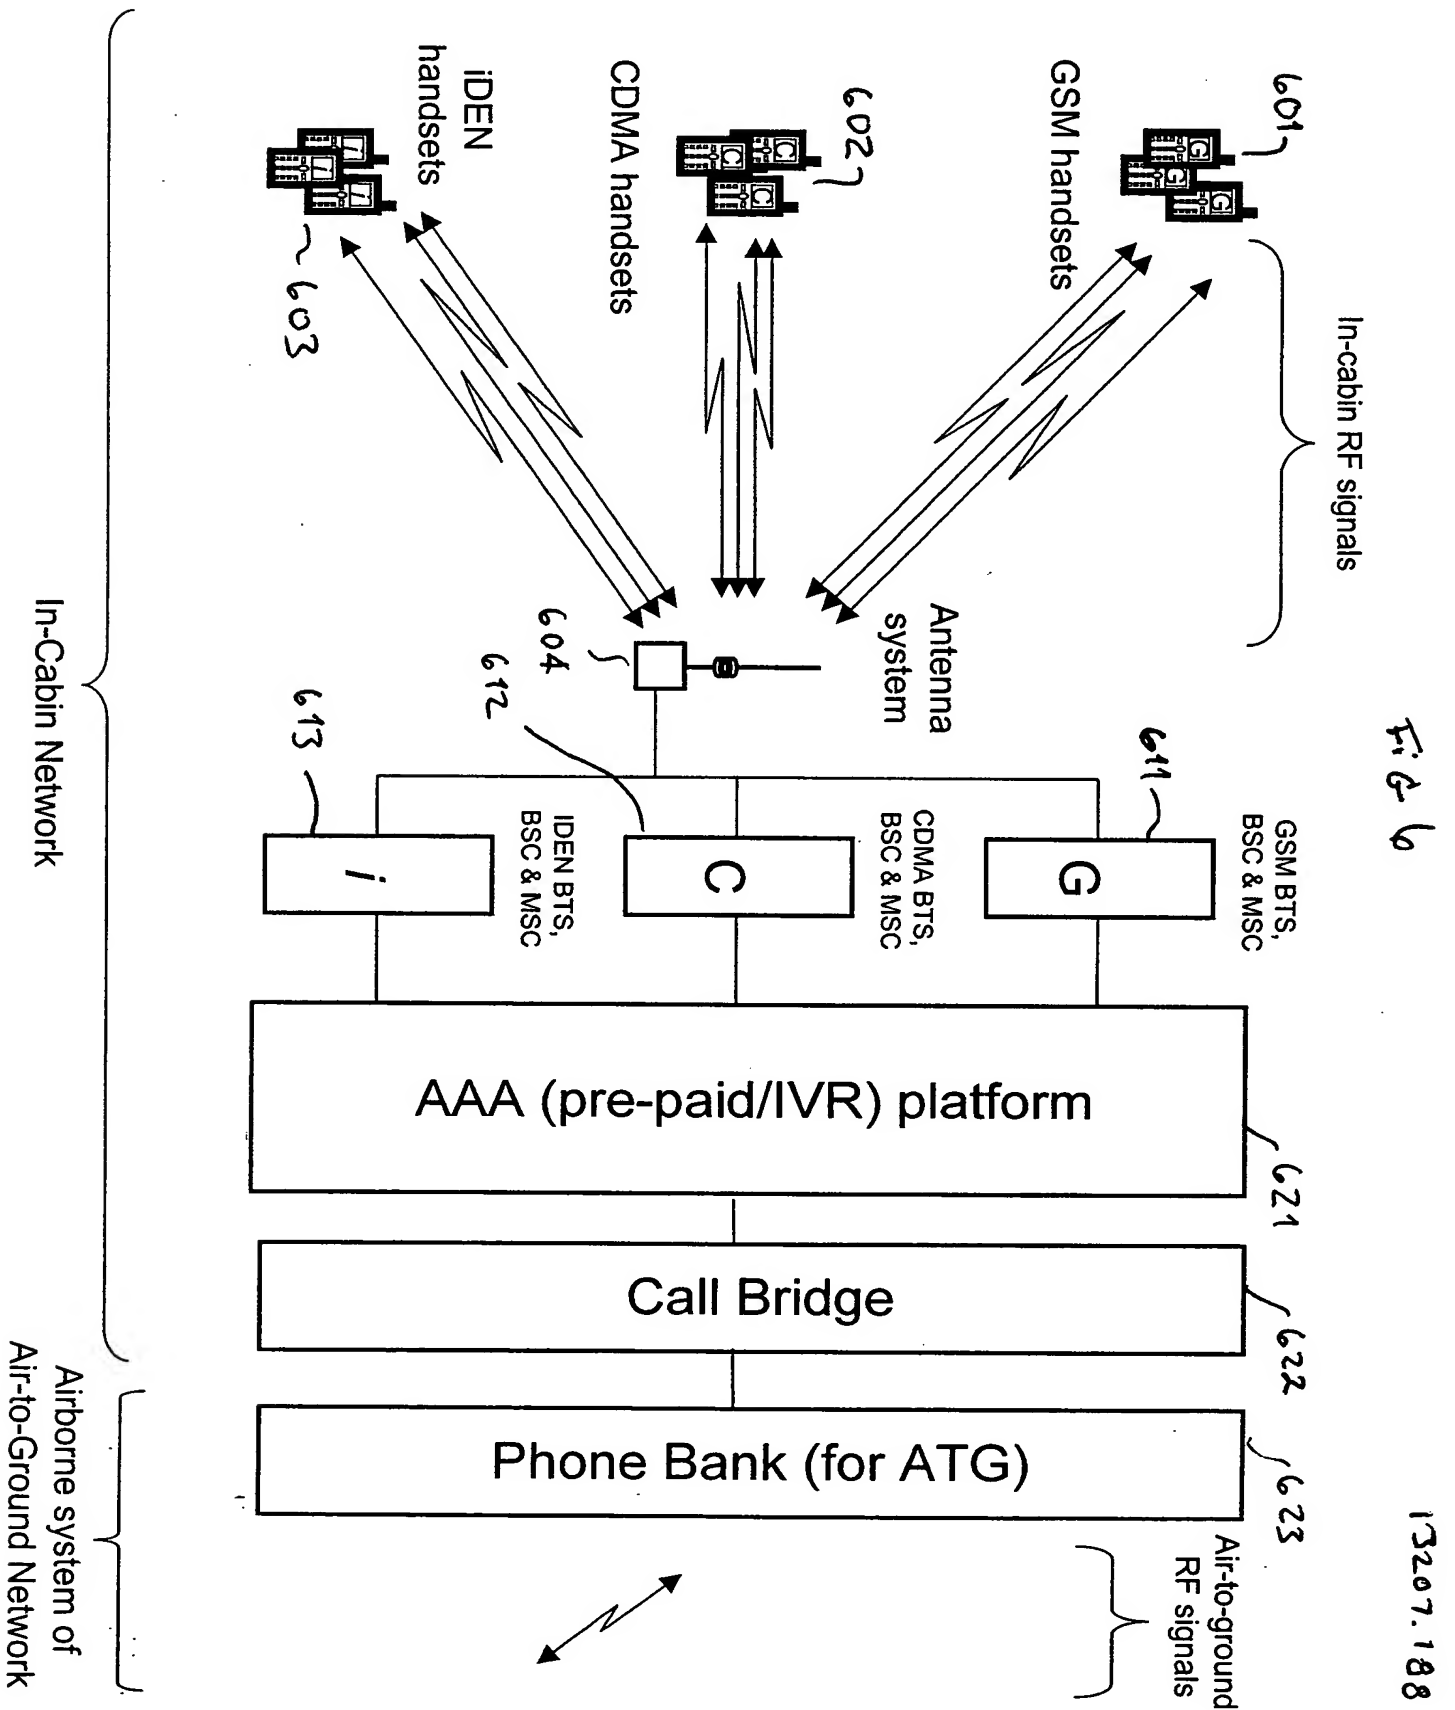 FiG 6
13207.188
In-cabin RF signals
601
GSM handsets
G
G
G
602
CDMA handsets
C
C
C
iDEN
handsets
i
i
i
603
Antenna
system
604
611
GSM BTS,
BSC & MSC
G
612
CDMA BTS,
BSC & MSC
C
613
IDEN BTS,
BSC & MSC
i
AAA (pre-paid/IVR) platform
621
Call Bridge
622
Phone Bank (for ATG)
623
Air-to-ground
RF signals
In-Cabin Network
Airborne system of
Air-to-Ground Network